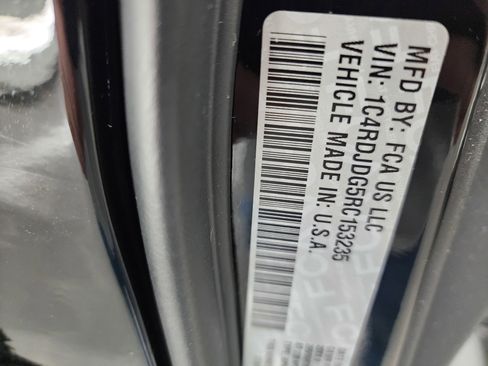 MFD BY: FCA US LLC
VIN: 1C4RDJDG5RC153235
VEHICLE MADE IN: U.S.A.